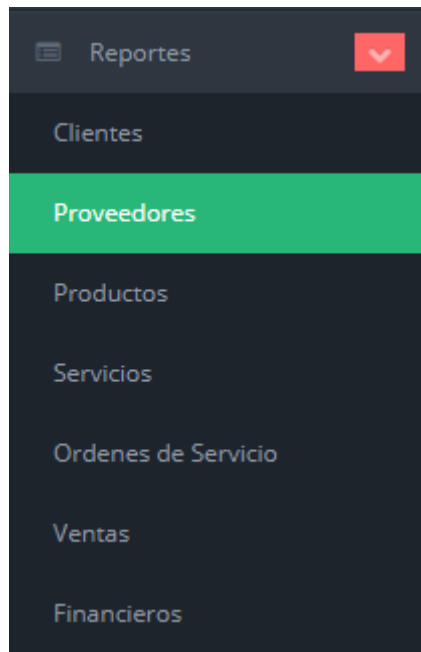 Reportes
Clientes
Proveedores
Productos
Servicios
Ordenes de Servicio
Ventas
Financieros